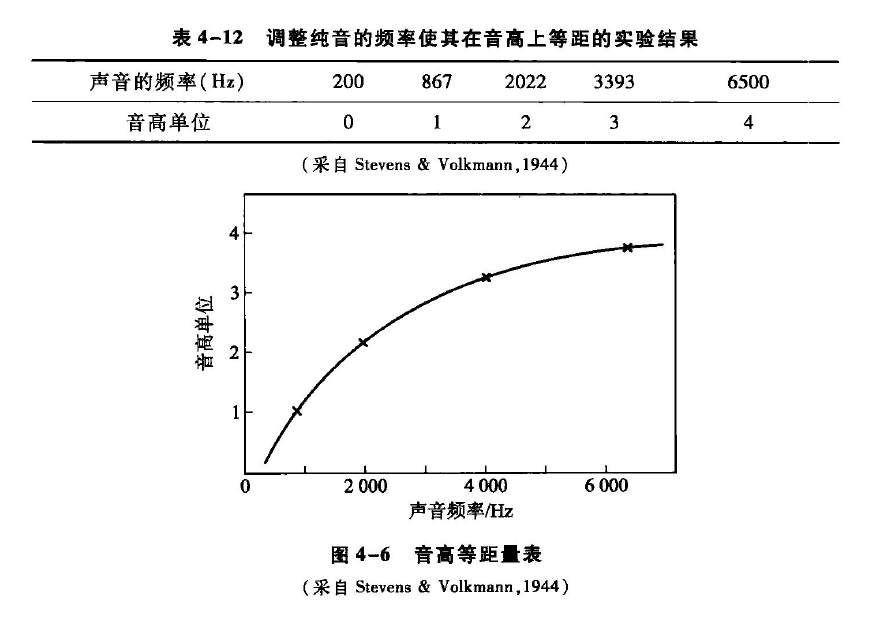 表 4-12 调整纯音的频率使其在音高上等距的实验结果
声音的频率(Hz) 200 867 2022 3393 6500
音高单位 0 1 2 3 4
(采自 Stevens & Volkmann,1944)
4
3
2
1
音高单位
0 2 000 4 000 6 000
声音频率/Hz
图 4-6 音高等距量表
(采自 Stevens & Volkmann,1944)